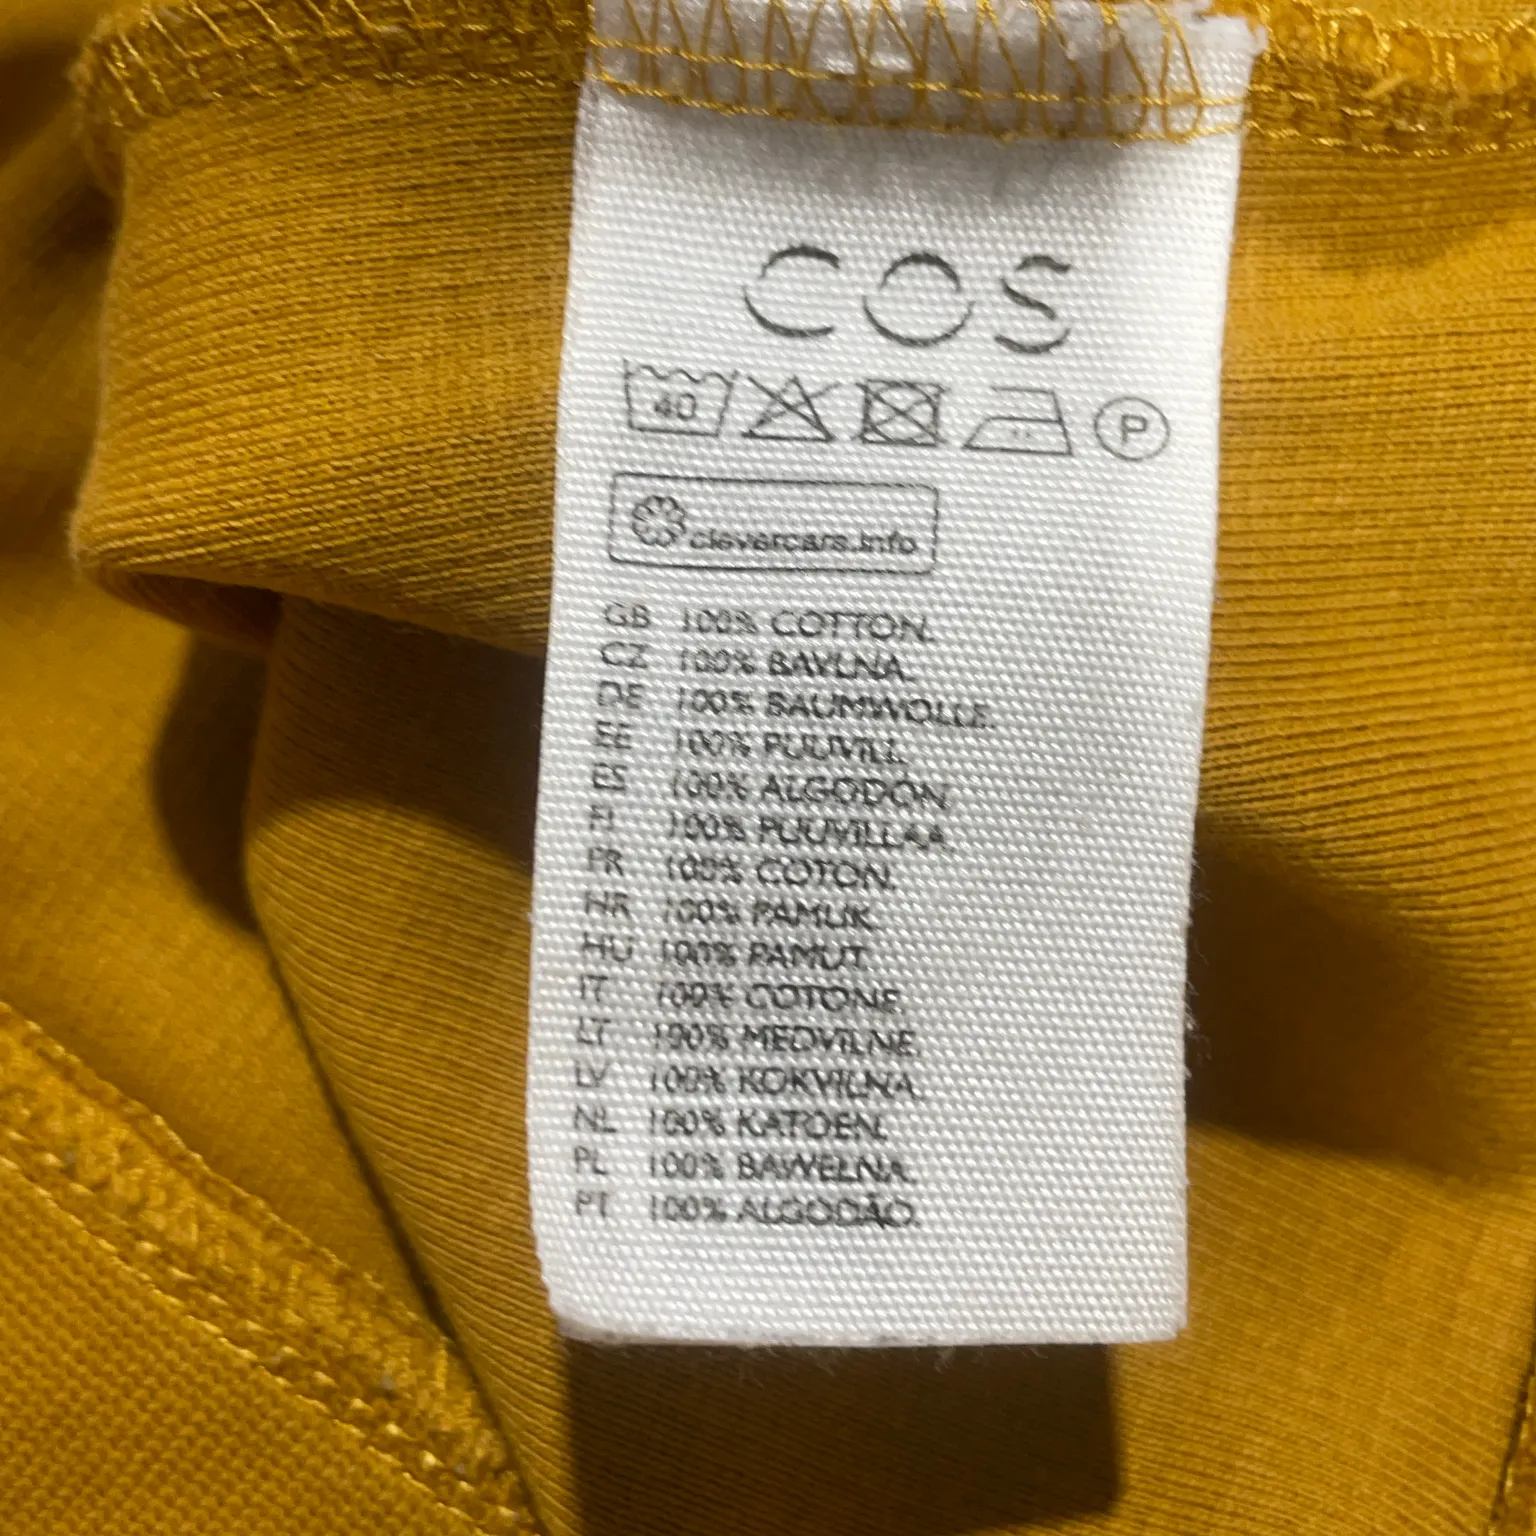 COS
40
P
clevercare.info
GB 100% COTTON.
CZ 100% BAVLNA.
DE 100% BAUMWOLLE.
EE 100% PUUVILL.
ES 100% ALGODÓN.
FI 100% PUUVILLAA.
FR 100% COTON.
HR 100% PAMUK.
HU 100% PAMUT.
IT 100% COTONE.
LT 100% MEDVILNĖ.
LV 100% KOKVILNA.
NL 100% KATOEN.
PL 100% BAWEŁNA.
PT 100% ALGODÃO.